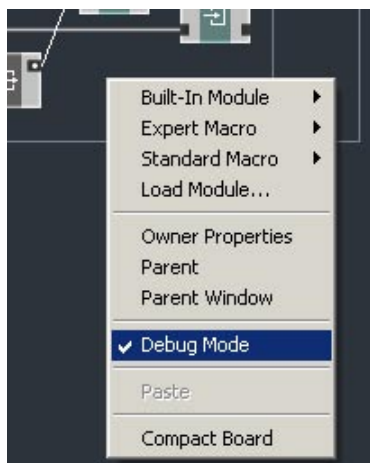 Built-In Module
Expert Macro
Standard Macro
Load Module...
Owner Properties
Parent
Parent Window
Debug Mode
Paste
Compact Board